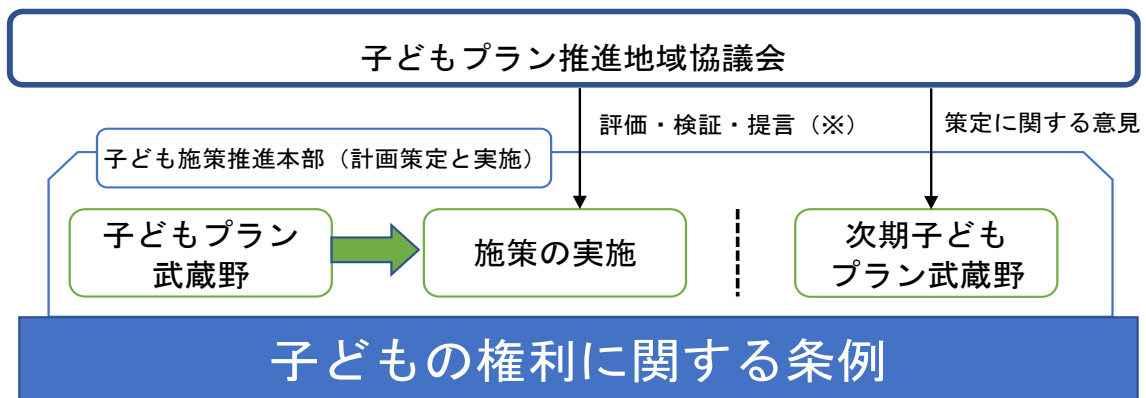 子どもプラン推進地域協議会
評価・検証・提言（※）
策定に関する意見
子ども施策推進本部（計画策定と実施）
子どもプラン
武蔵野
施策の実施
次期子ども
プラン武蔵野
子どもの権利に関する条例